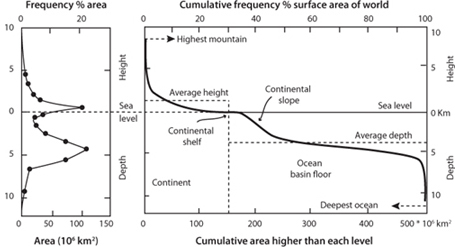 Frequency % area
Cumulative frequency % surface area of world
0 20
0 20 40 60 80 100
10
Highest mountain
10
5
Height
5
Height
Average height
Continental slope
0
Sea level
Sea level
0 Km
Continental shelf
Average depth
5
Depth
Continent
Ocean basin floor
5
Depth
10
10
Deepest ocean
0 50 100 150
0 100 200 300 400 500 * 10⁶ km²
Area (10⁶ km²)
Cumulative area higher than each level